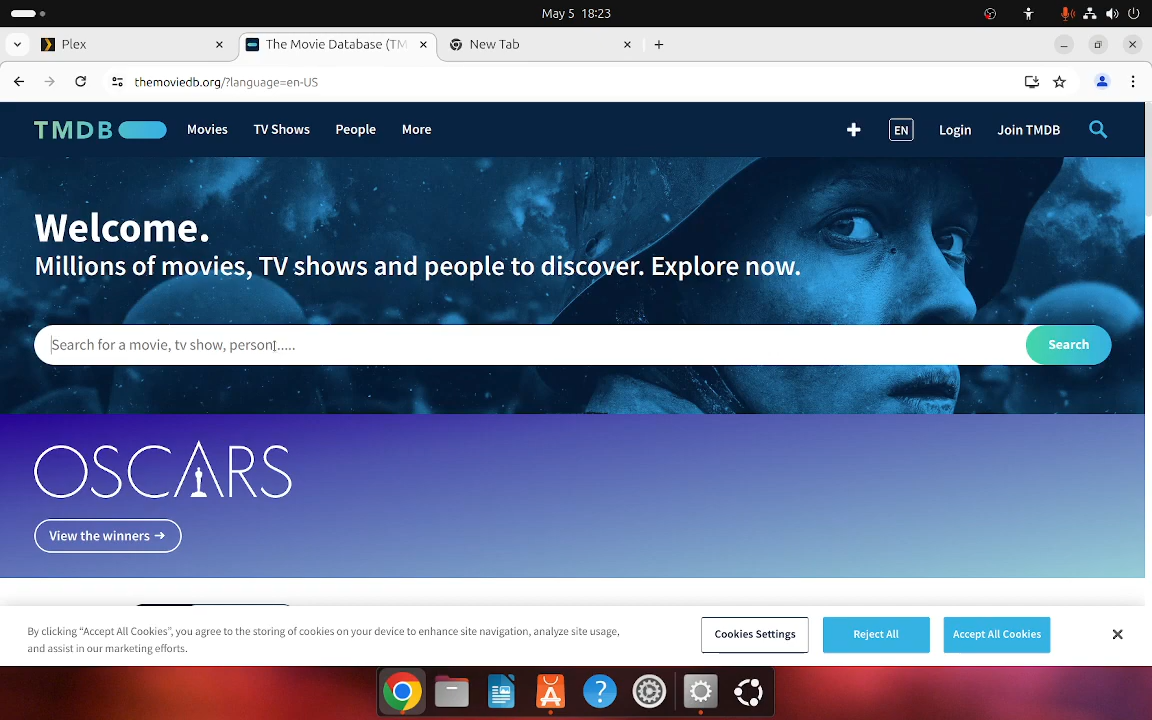 May 5 18:23
Plex
The Movie Database (TM
New Tab
themoviedb.org/?language=en-US
TMDB
Movies
TV Shows
People
More
EN
Login
Join TMDB
Welcome.
Millions of movies, TV shows and people to discover. Explore now.
Search for a movie, tv show, person......
Search
OSCARS
View the winners ➔
By clicking “Accept All Cookies”, you agree to the storing of cookies on your device to enhance site navigation, analyze site usage,
and assist in our marketing efforts.
Cookies Settings
Reject All
Accept All Cookies